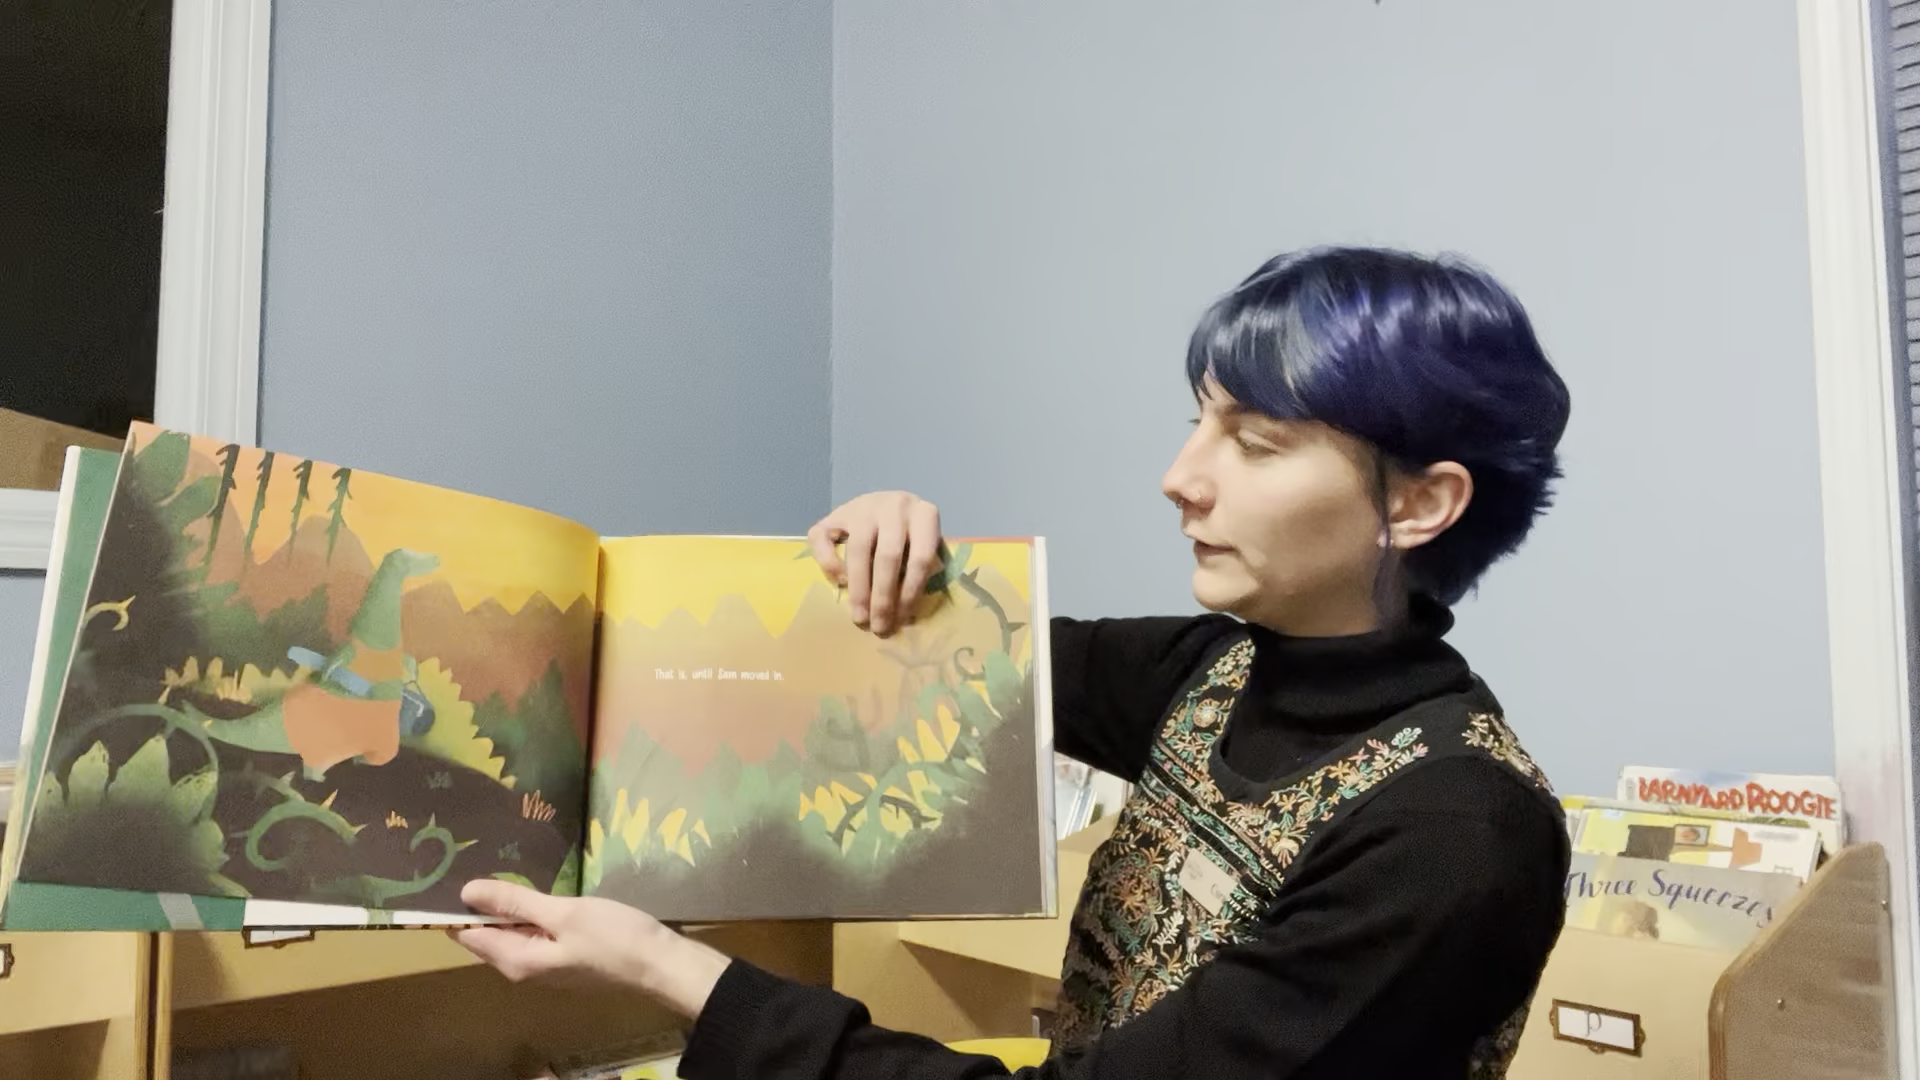 That is, until Sam moved in.
BARNYARD BOOGIE
Three Squeezes
P